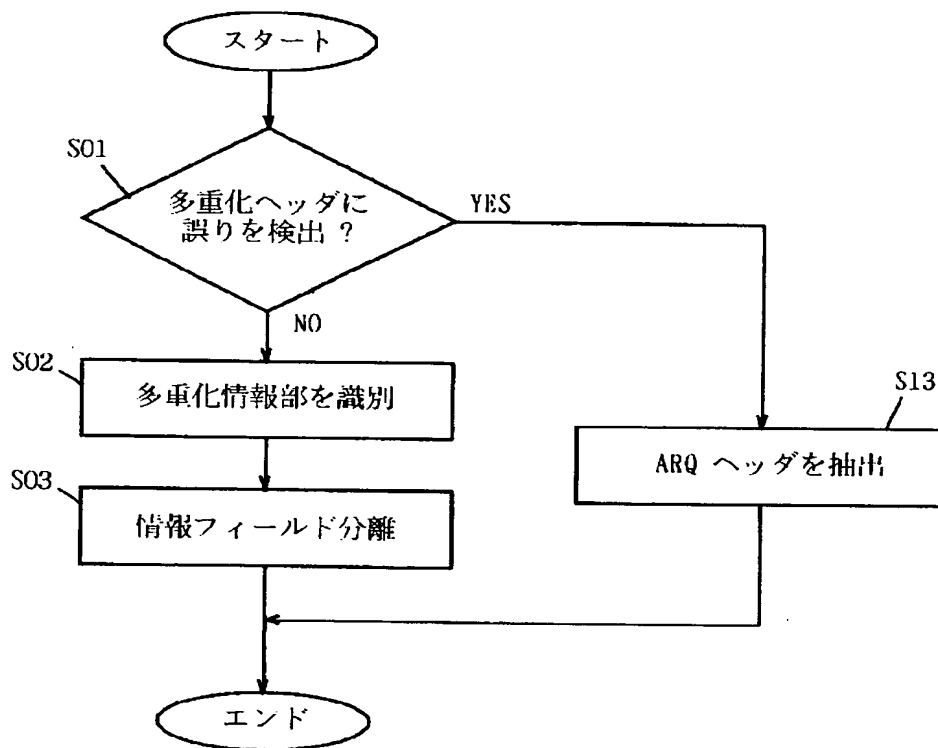 スタート
S01
多重化ヘッダに
誤りを検出 ?
YES
NO
S02
多重化情報部を識別
S13
ARQ ヘッダを抽出
S03
情報フィールド分離
エンド